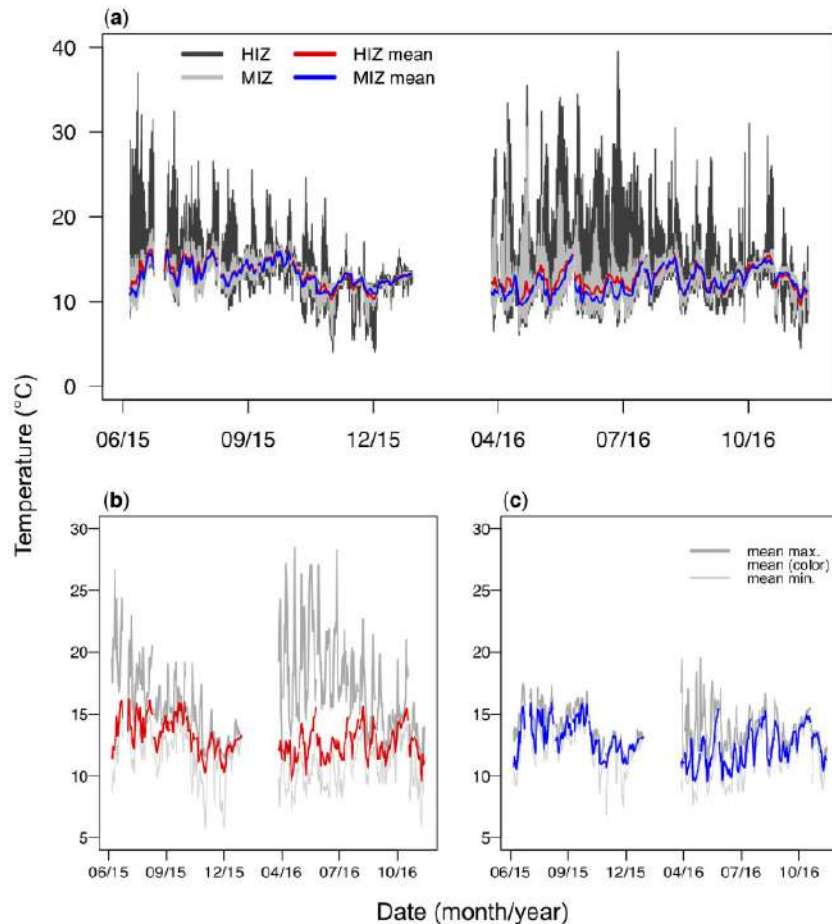 (a)
HIZ HIZ mean
MIZ MIZ mean
40
30
20
10
0
06/15 09/15 12/15 04/16 07/16 10/16
Temperature (°C)
(b) (c)
30 30
25 25
20 20
15 15
10 10
5 5
mean max.
mean (color)
mean min.
06/15 09/15 12/15 04/16 07/16 10/16 06/15 09/15 12/15 04/16 07/16 10/16
Date (month/year)